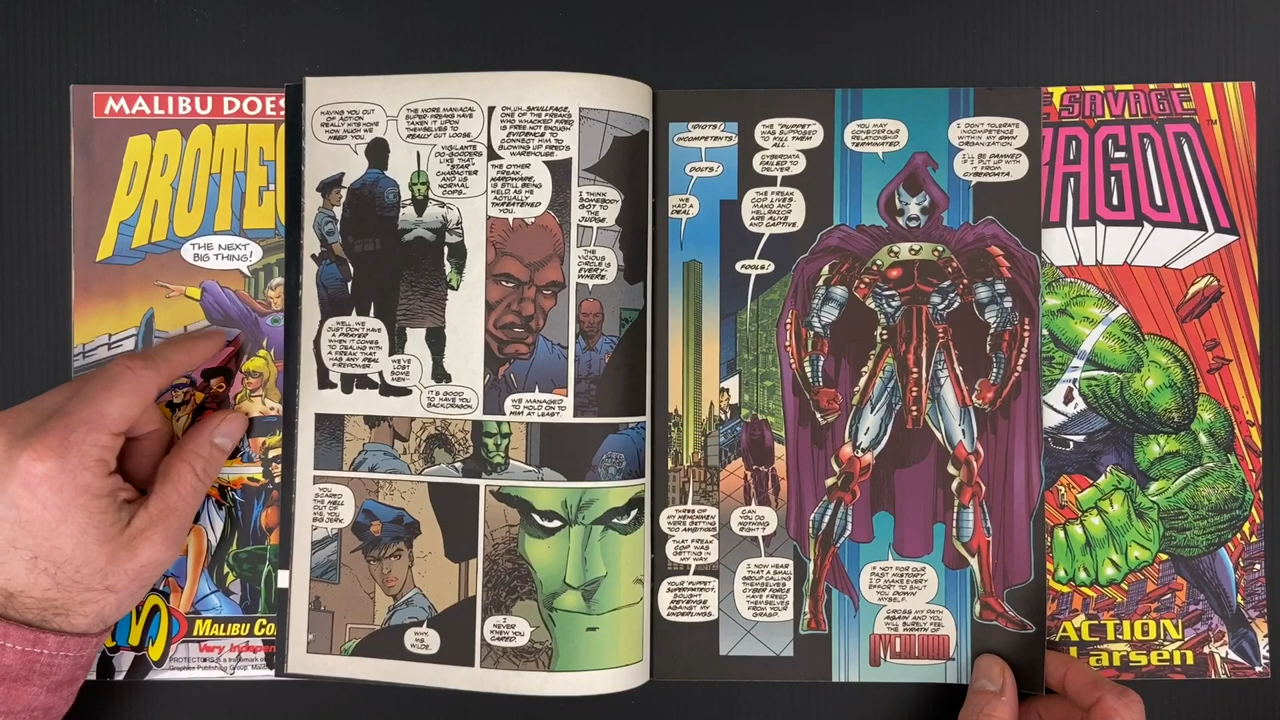 MALIBU DOES
PROTEC
THE NEXT
BIG THING!
MALIBU CO
Very Indepen
PROTECTORS is a trademark of
Graphics Publishing Group. Malib
HAVING YOU OUT
OF ACTION
REALLY HITS HOME
HOW MUCH WE
NEED YOU.
THE MORE MANIACAL
SUPER-FREAKS HAVE
TAKEN IT UPON
THEMSELVES TO
REALLY CUT LOOSE.
VIGILANTE
DO-GOODERS
LIKE THAT
"STAR"
CHARACTER
AND US
NORMAL
COPS--
WELL, WE
JUST DON'T HAVE
A PRAYER
WHEN IT COMES
TO DEALING WITH
A FREAK THAT
HAS ANY REAL
FIREPOWER.
WE'VE
LOST
SOME
MEN--
IT'S GOOD
TO HAVE YOU
BACK, DRAGON.
OH, UH... SKULLFACE,
ONE OF THE FREAKS
WHO WHACKED FRED
IS FREE. NOT ENOUGH
EVIDENCE TO
CONNECT HIM TO
BLOWING UP FRED'S
WAREHOUSE.
THE OTHER
FREAK,
HARDWARE,
IS STILL BEING
HELD, AS HE
ACTUALLY
THREATENED
YOU.
WE MANAGED
TO HOLD ON TO
HIM AT LEAST.
I THINK
SOMEBODY
GOT TO
THE
JUDGE.
THE
VICIOUS
CIRCLE IS
EVERY-
WHERE.
YOU
SCARED
THE HELL
OUT OF
ME, YOU
BIG JERK.
WHY,
MS.
WILDE...
...I
NEVER
KNEW YOU
CARED.
IDIOTS!
INCOMPETENTS!
DOLTS!
WE
HAD A
DEAL.
THE "PUPPET"
WAS SUPPOSED
TO KILL THEM
ALL.
CYBERDATA
FAILED TO
DELIVER.
THE FREAK
COP LIVES.
MAKO AND
HELLRAZOR
ARE ALIVE
AND CAPTIVE.
FOOLS!
YOU MAY
CONSIDER OUR
RELATIONSHIP
TERMINATED.
I DON'T TOLERATE
INCOMPETENCE
WITHIN MY OWN
ORGANIZATION.
I'LL BE DAMNED
IF I PUT UP WITH
IT FROM
CYBERDATA.
THREE OF
MY HENCHMEN
WERE GETTING
TOO AMBITIOUS.
THAT FREAK
COP WAS
GETTING IN
MY WAY.
YOUR "PUPPET,"
SUPERPATRIOT,
SOUGHT
REVENGE
AGAINST MY
UNDERLINGS.
CAN
YOU DO
NOTHING
RIGHT?
I NOW HEAR
THAT A SMALL
GROUP CALLING
THEMSELVES
CYBER FORCE
HAVE FREED
THEMSELVES
FROM YOUR
GRASP.
IF NOT FOR OUR
PAST HISTORY
I'D MAKE EVERY
EFFORT TO SHUT
YOU DOWN
MYSELF.
CROSS MY PATH
AGAIN AND YOU
WILL SURELY FEEL
THE WRATH OF
OVERLORD
E SAVAGE
RAGON™
ACTION
Larsen